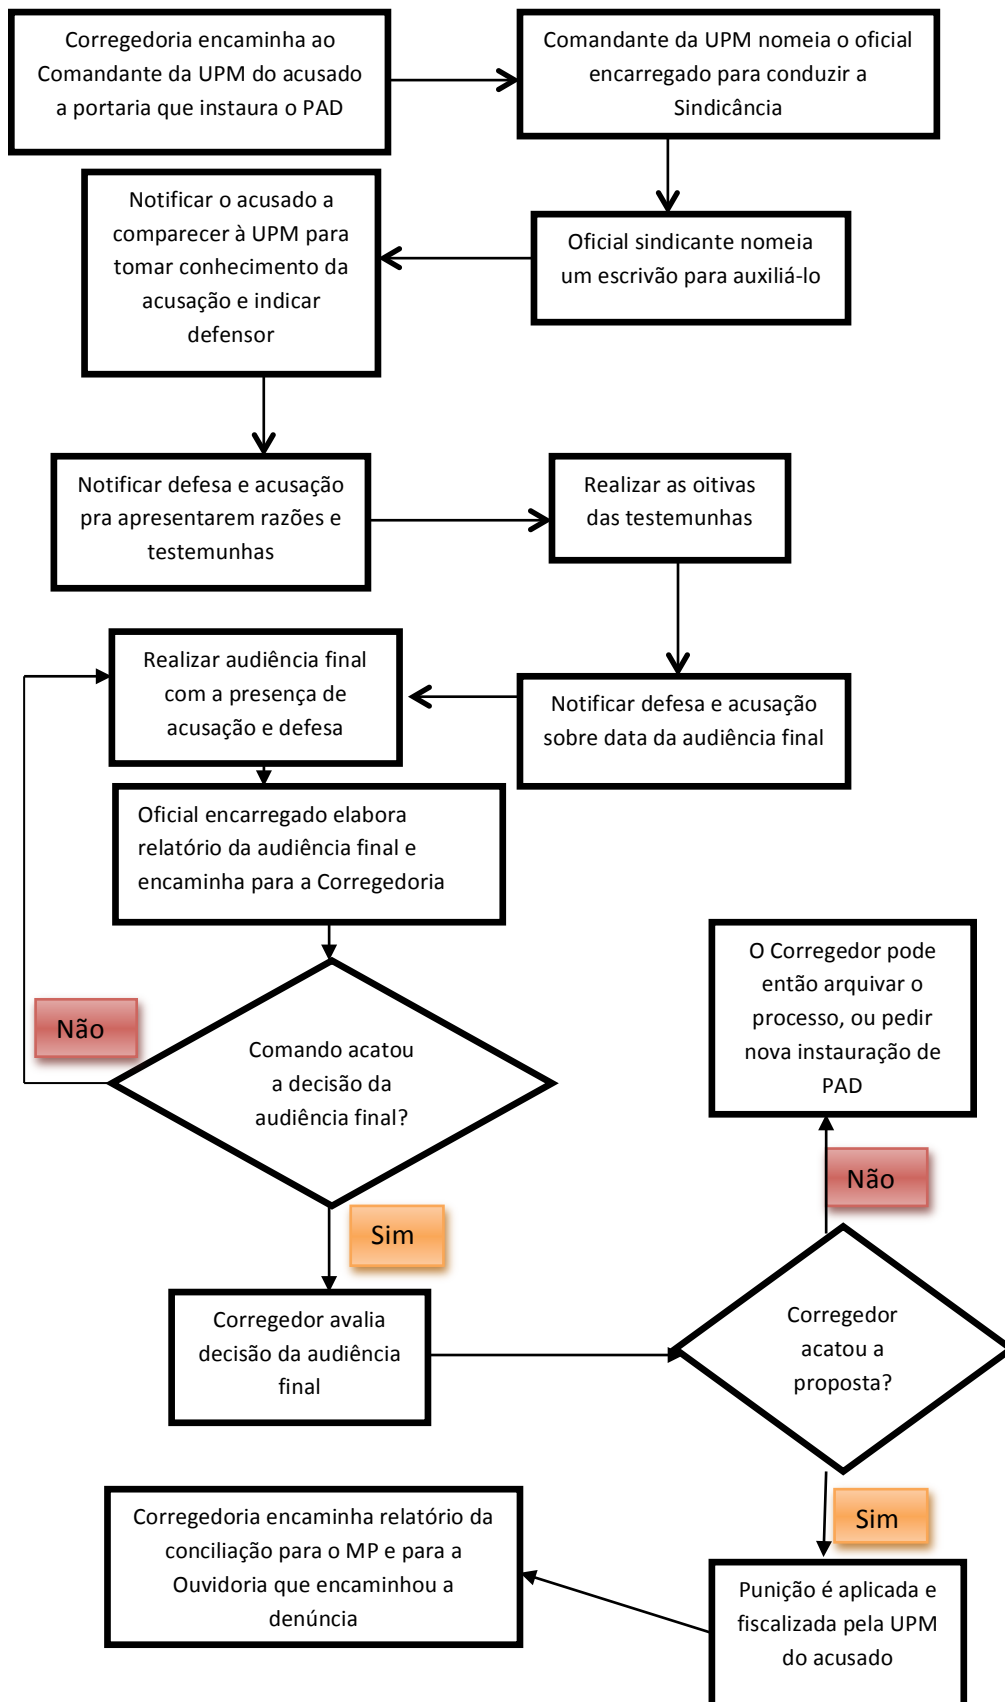 Corregedoria encaminha ao
Comandante da UPM do acusado
a portaria que instaura o PAD
Comandante da UPM nomeia o oficial
encarregado para conduzir a
Sindicância
Oficial sindicante nomeia
um escrivão para auxiliá-lo
Notificar o acusado a
comparecer à UPM para
tomar conhecimento da
acusação e indicar
defensor
Notificar defesa e acusação
pra apresentarem razões e
testemunhas
Realizar as oitivas
das testemunhas
Notificar defesa e acusação
sobre data da audiência final
Realizar audiência final
com a presença de
acusação e defesa
Oficial encarregado elabora
relatório da audiência final e
encaminha para a Corregedoria
Comando acatou
a decisão da
audiência final?
Não
Sim
Corregedor avalia
decisão da audiência
final
Corregedor
acatou a
proposta?
Não
O Corregedor pode
então arquivar o
processo, ou pedir
nova instauração de
PAD
Sim
Punição é aplicada e
fiscalizada pela UPM
do acusado
Corregedoria encaminha relatório da
conciliação para o MP e para a
Ouvidoria que encaminhou a
denúncia